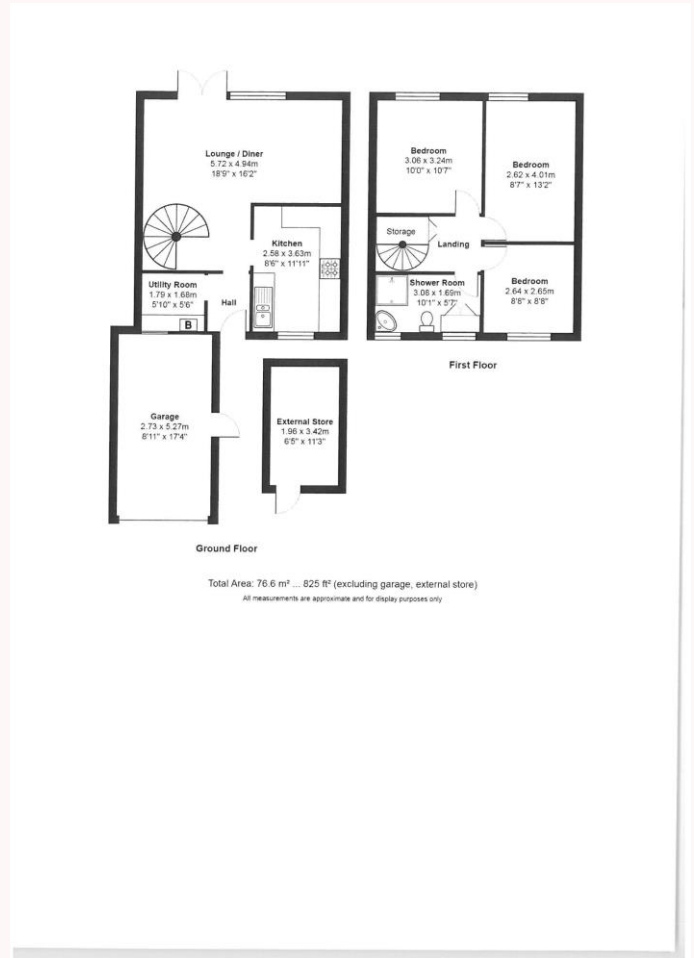 Lounge / Diner
5.72 x 4.94m
18'9" x 16'2"
Kitchen
2.58 x 3.63m
8'6" x 11'11"
Utility Room
1.79 x 1.68m
5'10" x 5'6"
B
Hall
Garage
2.73 x 5.27m
8'11" x 17'4"
External Store
1.96 x 3.42m
6'5" x 11'3"
Ground Floor
Bedroom
3.06 x 3.24m
10'0" x 10'7"
Bedroom
2.62 x 4.01m
8'7" x 13'2"
Storage
Landing
Shower Room
3.08 x 1.69m
10'1" x 5'7"
Bedroom
2.64 x 2.65m
8'8" x 8'8"
First Floor
Total Area: 76.6 m² ... 825 ft² (excluding garage, external store)
All measurements are approximate and for display purposes only